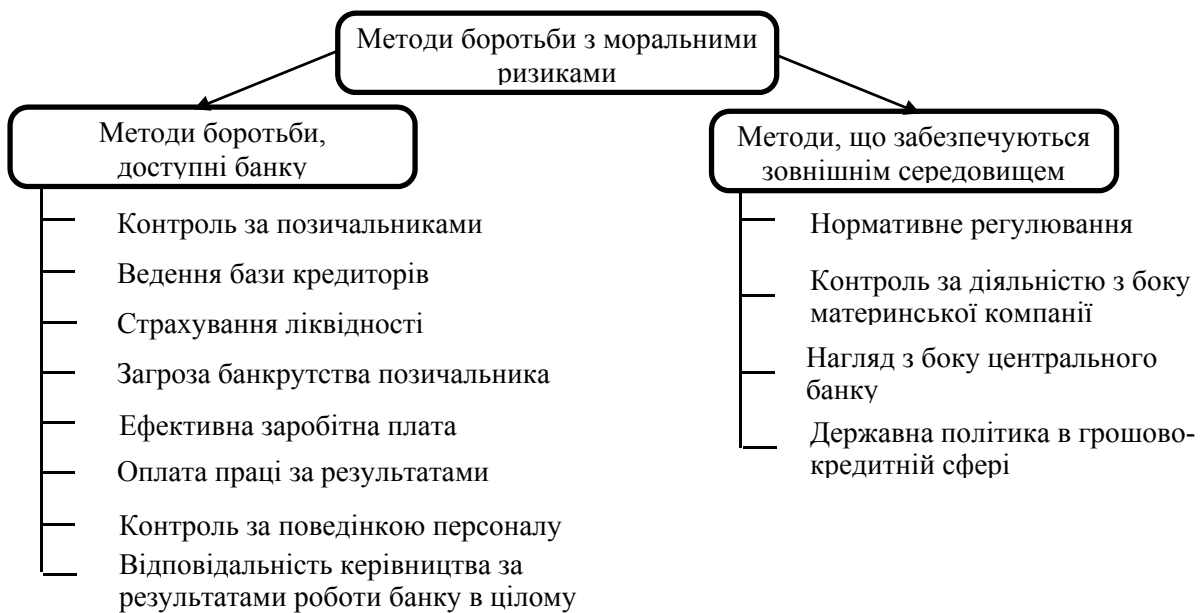 Методи боротьби з моральними
ризиками
Методи боротьби,
доступні банку
Контроль за позичальниками
Ведення бази кредиторів
Страхування ліквідності
Загроза банкрутства позичальника
Ефективна заробітна плата
Оплата праці за результатами
Контроль за поведінкою персоналу
Відповідальність керівництва за
результатами роботи банку в цілому
Методи, що забезпечуються
зовнішнім середовищем
Нормативне регулювання
Контроль за діяльністю з боку
материнської компанії
Нагляд з боку центрального
банку
Державна політика в грошово-
кредитній сфері